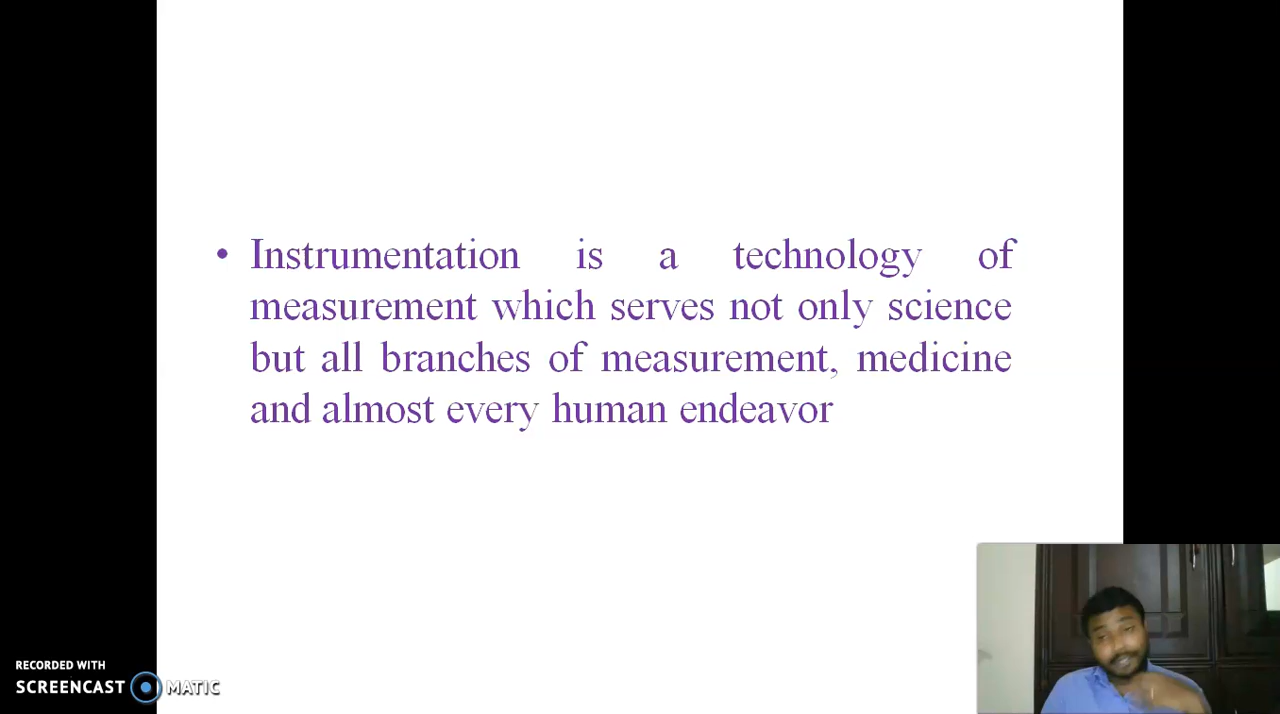 • Instrumentation is a technology of
measurement which serves not only science
but all branches of measurement, medicine
and almost every human endeavor
RECORDED WITH
SCREENCAST MATIC